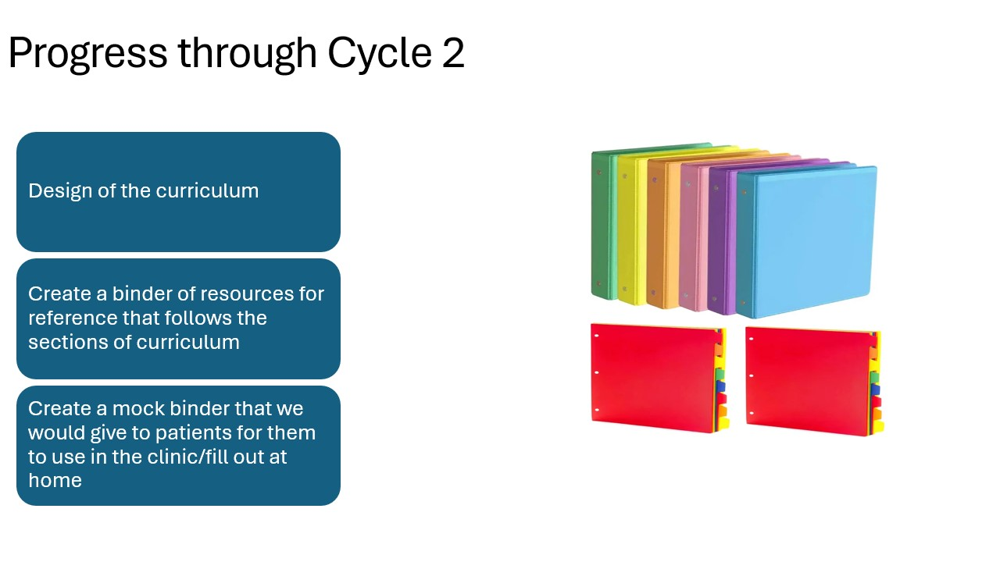 Progress through Cycle 2
Design of the curriculum
Create a binder of resources for
reference that follows the
sections of curriculum
Create a mock binder that we
would give to patients for them
to use in the clinic/fill out at
home